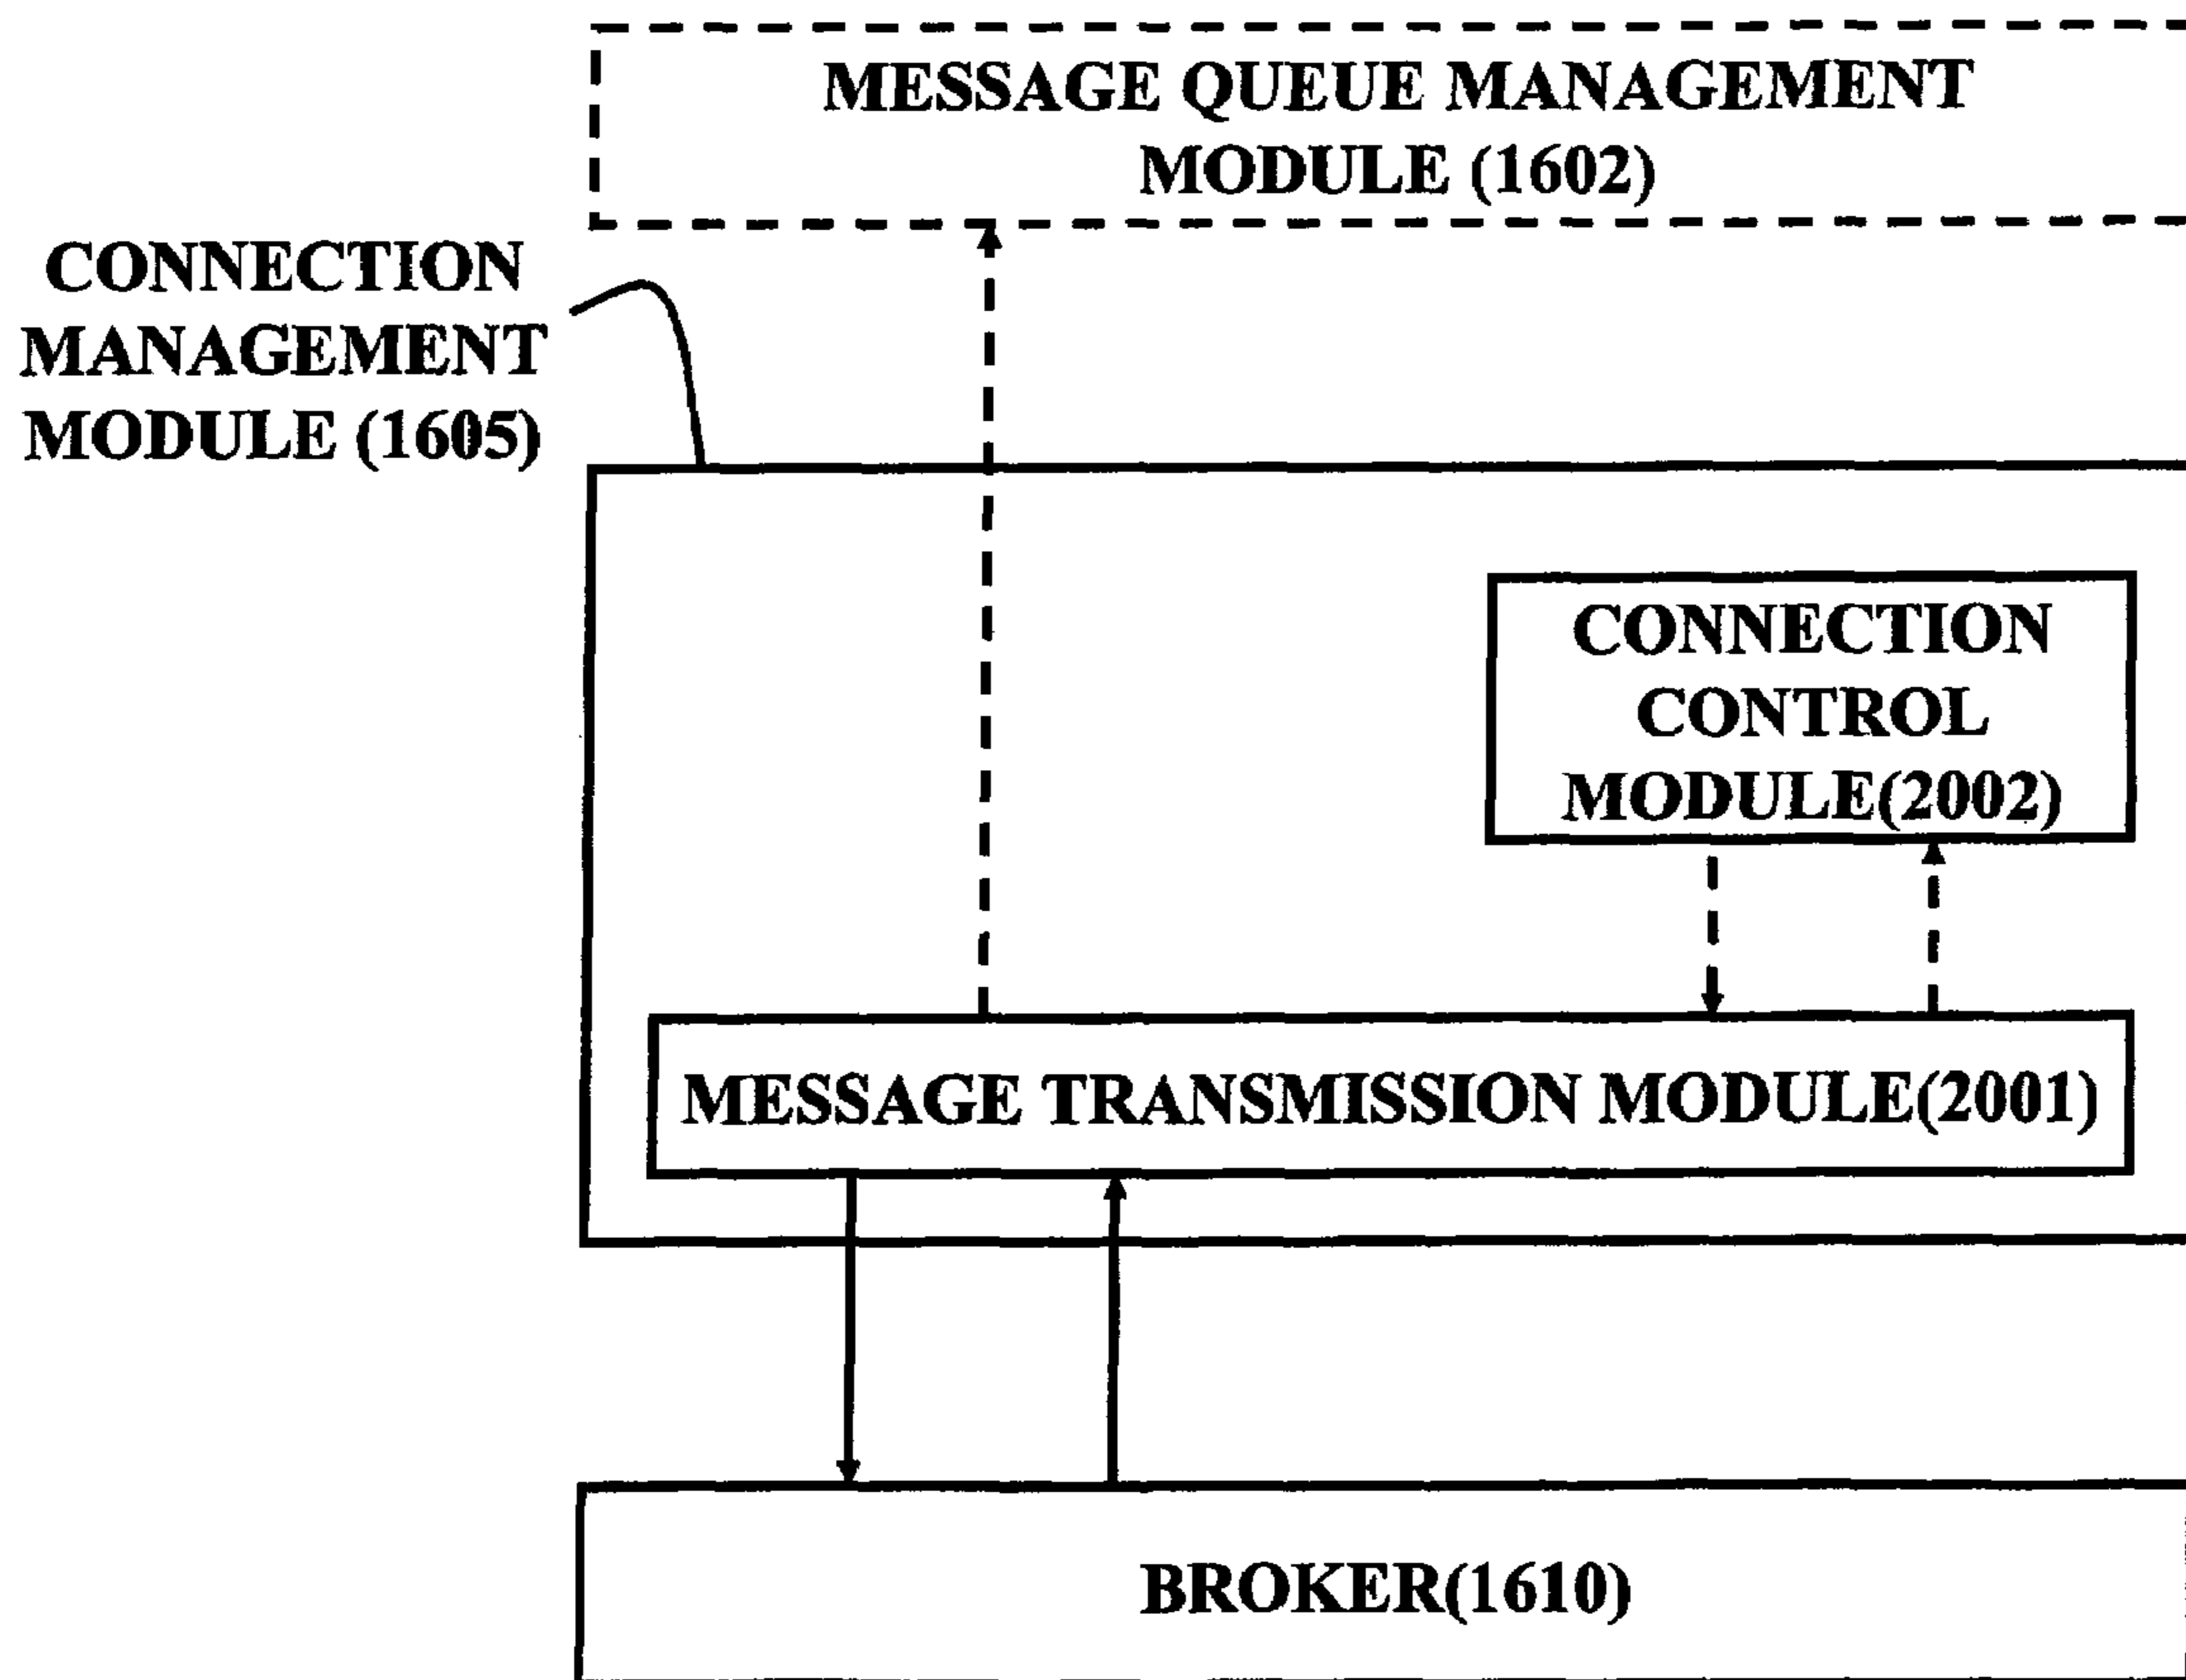 MESSAGE QUEUE MANAGEMENT
MODULE (1602)
CONNECTION
MANAGEMENT
MODULE (1605)
CONNECTION
CONTROL
MODULE(2002)
MESSAGE TRANSMISSION MODULE(2001)
BROKER(1610)